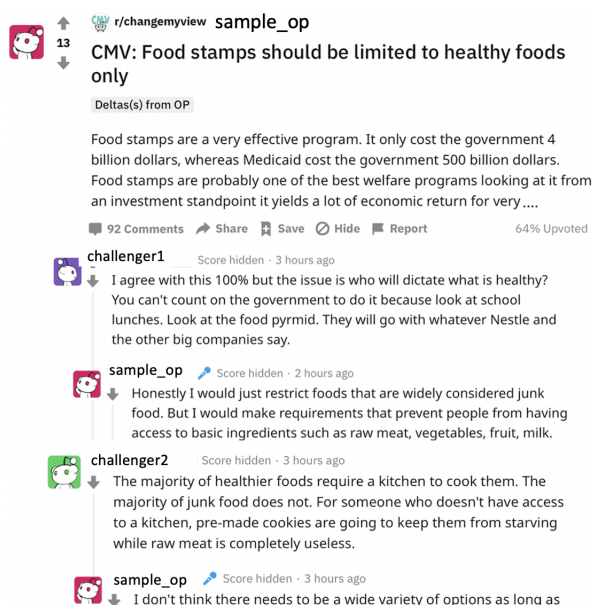 r/changemyview sample_op
13
CMV: Food stamps should be limited to healthy foods
only
Deltas(s) from OP
Food stamps are a very effective program. It only cost the government 4
billion dollars, whereas Medicaid cost the government 500 billion dollars.
Food stamps are probably one of the best welfare programs looking at it from
an investment standpoint it yields a lot of economic return for very ....
92 Comments Share Save Hide Report 64% Upvoted
challenger1 Score hidden · 3 hours ago
I agree with this 100% but the issue is who will dictate what is healthy?
You can't count on the government to do it because look at school
lunches. Look at the food pyrmid. They will go with whatever Nestle and
the other big companies say.
sample_op Score hidden · 2 hours ago
Honestly I would just restrict foods that are widely considered junk
food. But I would make requirements that prevent people from having
access to basic ingredients such as raw meat, vegetables, fruit, milk.
challenger2 Score hidden · 3 hours ago
The majority of healthier foods require a kitchen to cook them. The
majority of junk food does not. For someone who doesn't have access
to a kitchen, pre-made cookies are going to keep them from starving
while raw meat is completely useless.
sample_op Score hidden · 3 hours ago
I don't think there needs to be a wide variety of options as long as